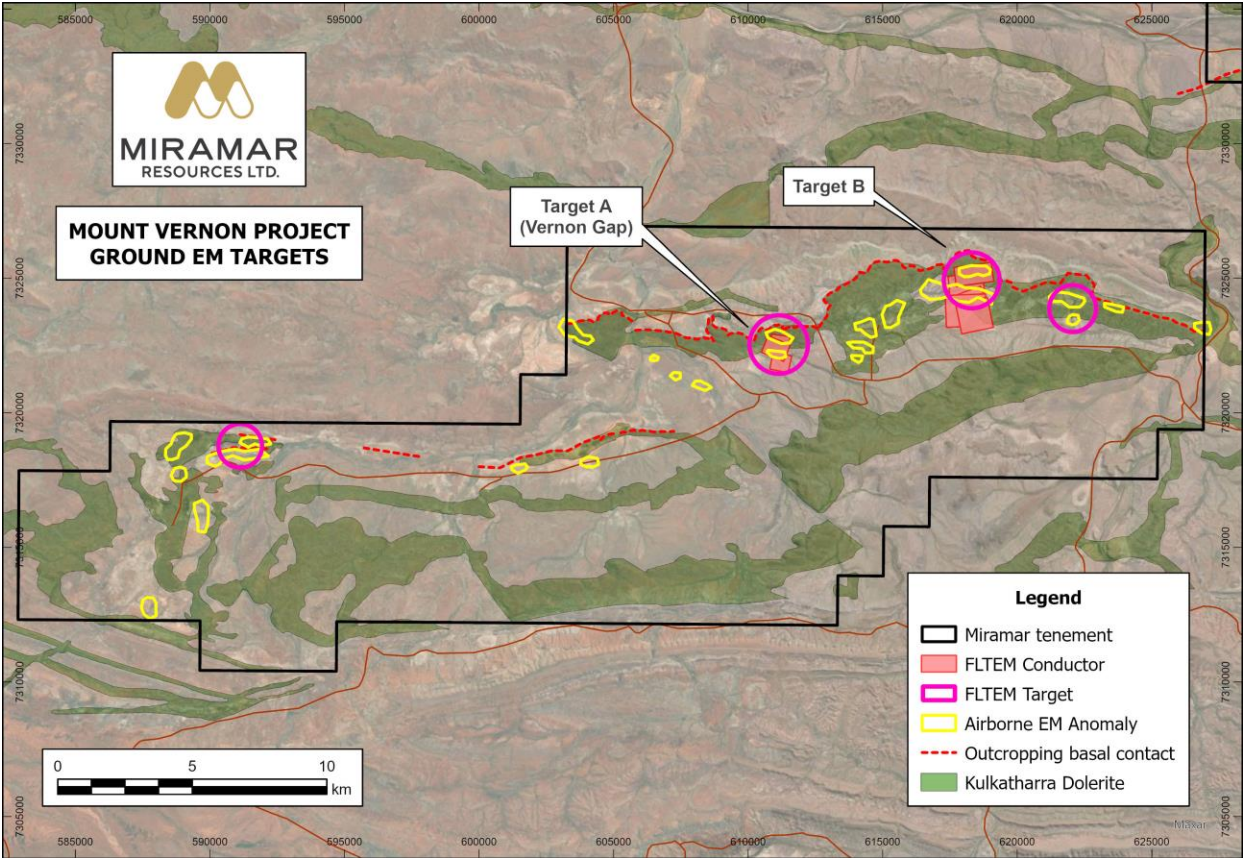 585000 590000 595000 600000 605000 610000 615000 620000 625000
MIRAMAR
RESOURCES LTD.
MOUNT VERNON PROJECT
GROUND EM TARGETS
Target A
(Vernon Gap)
Target B
7330000
7330000
7325000
7325000
7320000
7320000
7315000
7315000
7310000
7310000
7305000
7305000
Legend
Miramar tenement
FLTEM Conductor
FLTEM Target
Airborne EM Anomaly
Outcropping basal contact
Kulkatharra Dolerite
0 5 10
km
Maxar
585000 590000 595000 600000 605000 610000 615000 620000 625000